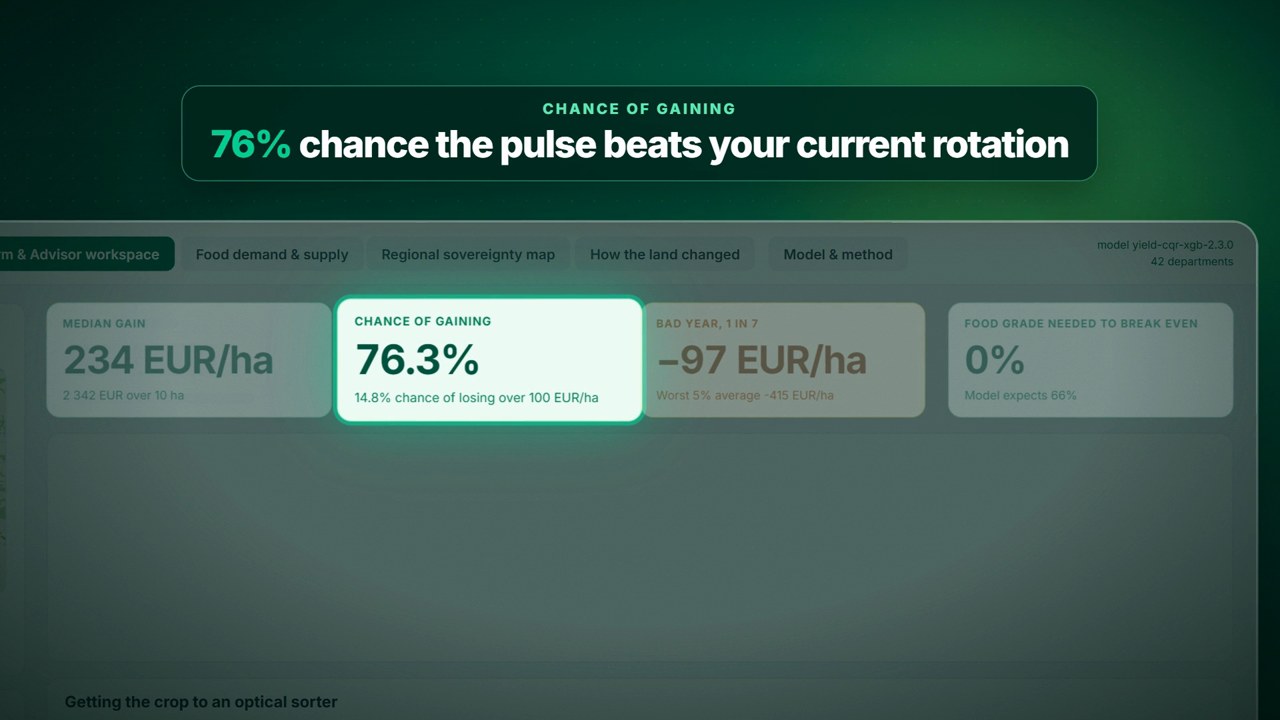 CHANCE OF GAINING
76% chance the pulse beats your current rotation
rm & Advisor workspace
Food demand & supply
Regional sovereignty map
How the land changed
Model & method
model yield-cqr-xgb-2.3.0
42 departments
MEDIAN GAIN
234 EUR/ha
2 342 EUR over 10 ha
CHANCE OF GAINING
76.3%
14.8% chance of losing over 100 EUR/ha
BAD YEAR, 1 IN 7
−97 EUR/ha
Worst 5% average -415 EUR/ha
FOOD GRADE NEEDED TO BREAK EVEN
0%
Model expects 66%
Getting the crop to an optical sorter